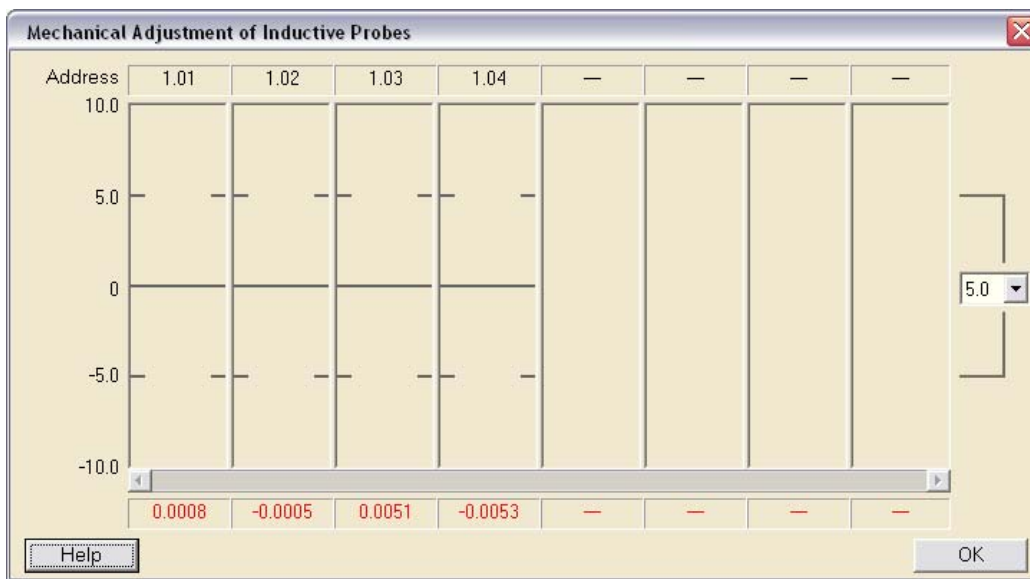 Mechanical Adjustment of Inductive Probes
Address 1.01 1.02 1.03 1.04 — — — —
10.0
5.0
0
5.0
-5.0
-10.0
0.0008 -0.0005 0.0051 -0.0053 — — — —
Help OK